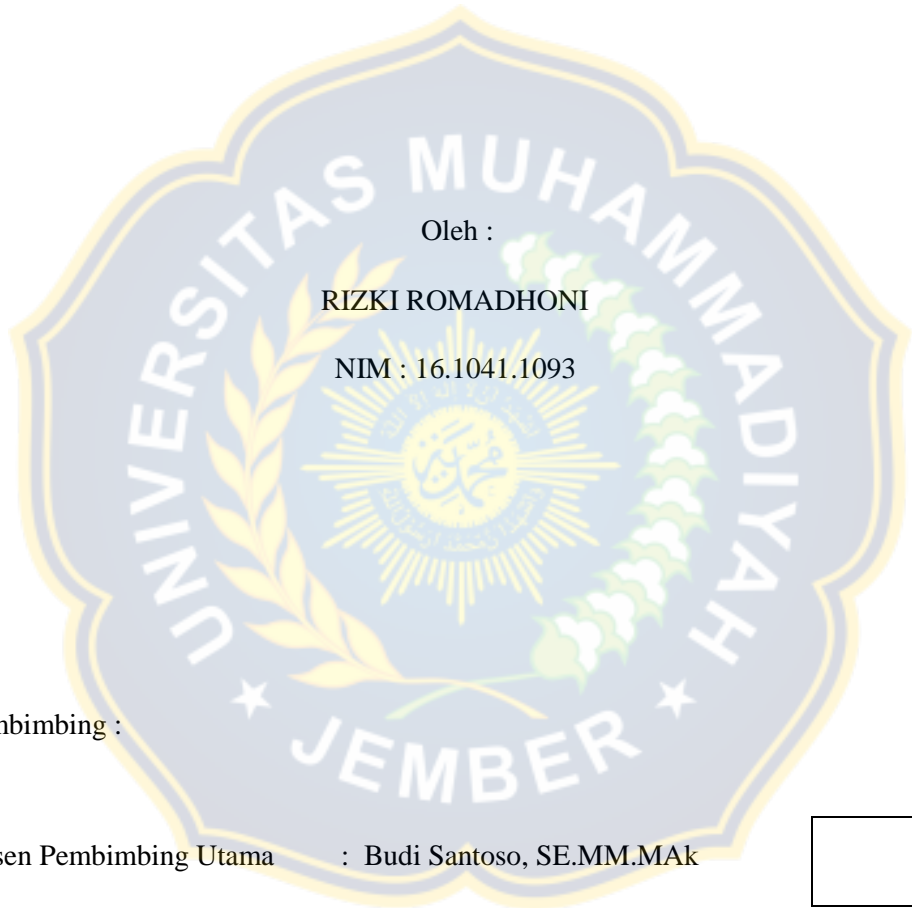 UNIVERSITAS MUHAMMADIYAH
Oleh :
RIZKI ROMADHONI
NIM : 16.1041.1093
محمد
mbimbing :
JEMBER
sen Pembimbing Utama : Budi Santoso, SE.MM.MAk